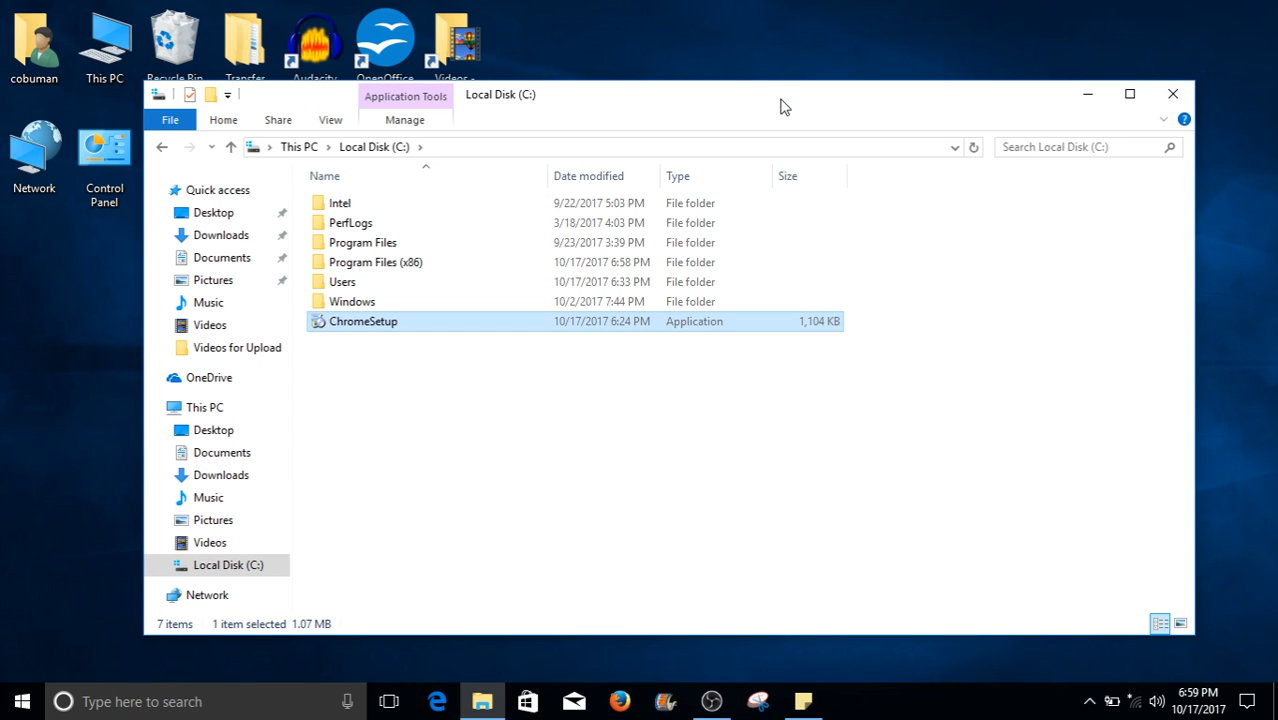 cobuman
This PC
Recycle Bin
Transfer
Audacity
OpenOffice
Videos -
Network
Control Panel
Application Tools
Local Disk (C:)
File
Home
Share
View
Manage
This PC
Local Disk (C:)
Search Local Disk (C:)
Name
Date modified
Type
Size
Intel 9/22/2017 5:03 PM File folder
PerfLogs 3/18/2017 4:03 PM File folder
Program Files 9/23/2017 3:39 PM File folder
Program Files (x86) 10/17/2017 6:58 PM File folder
Users 10/17/2017 6:33 PM File folder
Windows 10/2/2017 7:44 PM File folder
ChromeSetup 10/17/2017 6:24 PM Application 1,104 KB
Quick access
Desktop
Downloads
Documents
Pictures
Music
Videos
Videos for Upload
OneDrive
This PC
Desktop
Documents
Downloads
Music
Pictures
Videos
Local Disk (C:)
Network
7 items 1 item selected 1.07 MB
Type here to search
6:59 PM
10/17/2017